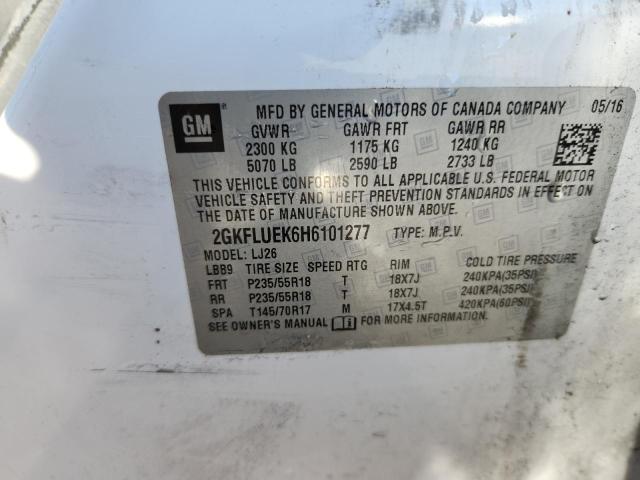 GM MFD BY GENERAL MOTORS OF CANADA COMPANY 05/16
GVWR GAWR FRT GAWR RR
2300 KG 1175 KG 1240 KG
5070 LB 2590 LB 2733 LB
THIS VEHICLE CONFORMS TO ALL APPLICABLE U.S. FEDERAL MOTOR
VEHICLE SAFETY AND THEFT PREVENTION STANDARDS IN EFFECT ON
THE DATE OF MANUFACTURE SHOWN ABOVE.
2GKFLUEK6H6101277 TYPE: M.P.V.
MODEL: LJ26
LBB9 TIRE SIZE SPEED RTG RIM COLD TIRE PRESSURE
FRT P235/55R18 T 18X7J 240KPA(35PSI)
RR P235/55R18 T 18X7J 240KPA(35PSI)
SPA T145/70R17 M 17X4.5T 420KPA(60PSI)
SEE OWNER'S MANUAL FOR MORE INFORMATION.